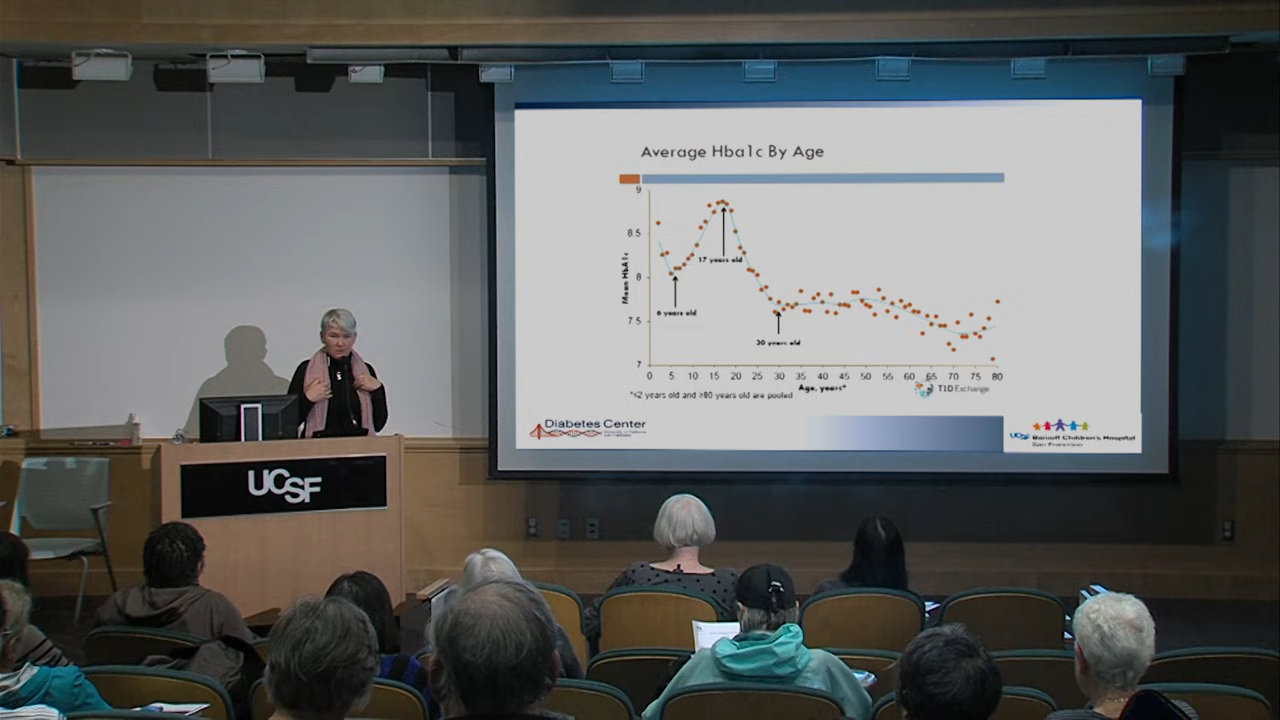 Average Hba1c By Age
9
8.5
8
7.5
7
Mean HbA1c
17 years old
6 years old
30 years old
0 5 10 15 20 25 30 35 40 45 50 55 60 65 70 75 80
Age, years*
*≤2 years old and ≥80 years old are pooled
T1D Exchange
Diabetes Center
UCSF Benioff Children's Hospital
San Francisco
UCSF